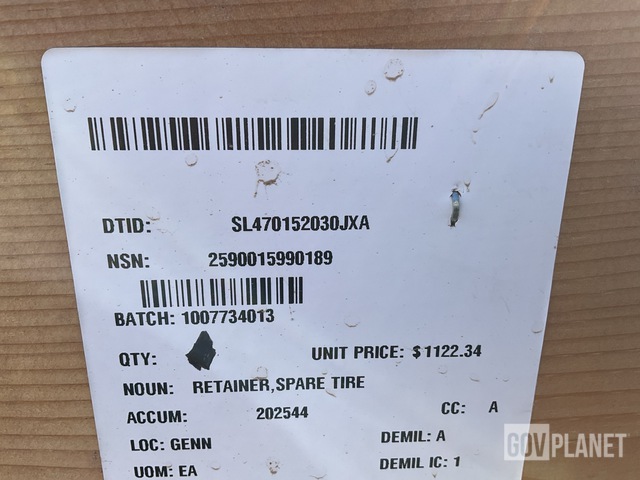 DTID: SL470152030JXA
NSN: 2590015990189
BATCH: 1007734013
QTY: UNIT PRICE: $1122.34
NOUN: RETAINER,SPARE TIRE
ACCUM: 202544 CC: A
LOC: GENN DEMIL: A
UOM: EA DEMIL IC: 1
GOVPLANET